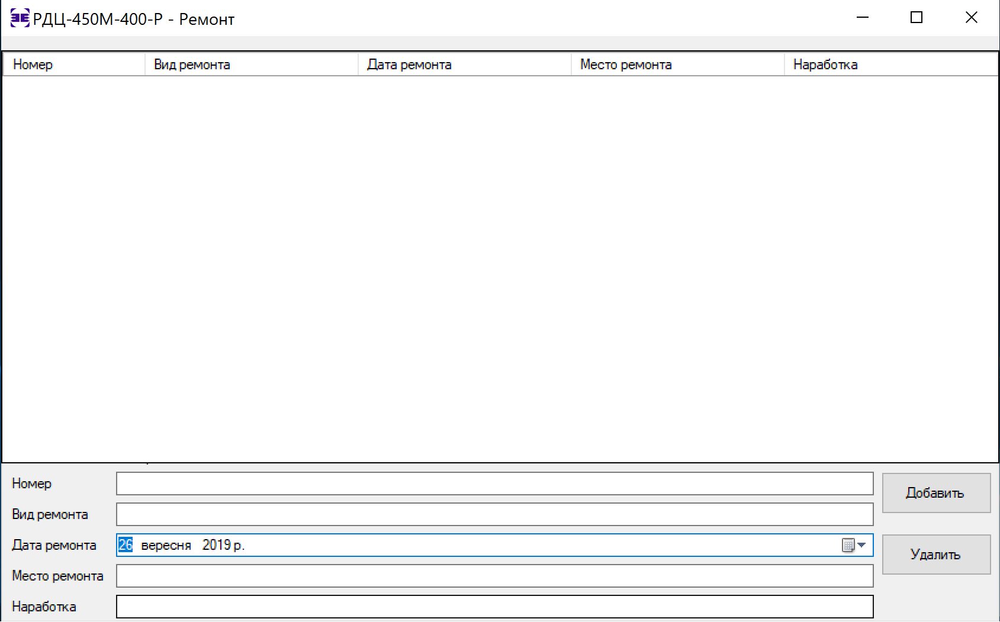 РДЦ-450М-400-Р - Ремонт
Номер Вид ремонта Дата ремонта Место ремонта Наработка
Номер
Добавить
Вид ремонта
Дата ремонта 26 вересня 2019 р.
Удалить
Место ремонта
Наработка